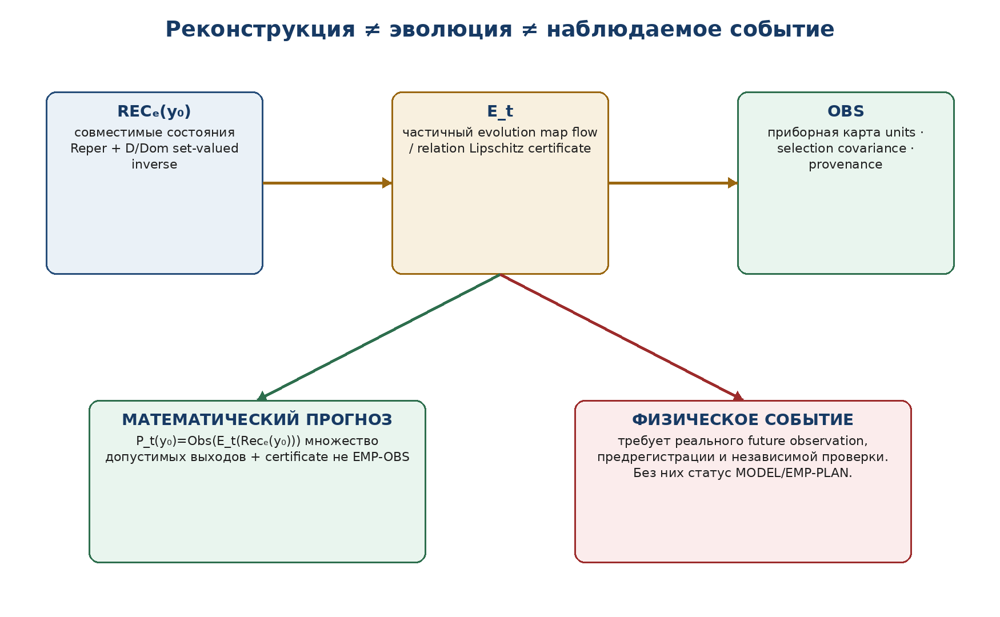 Реконструкция ≠ эволюция ≠ наблюдаемое событие
RECₑ(y₀)
совместимые состояния
Reper + D/Dom set-valued
inverse
E_t
частичный evolution map flow
/ relation Lipschitz certificate
OBS
приборная карта units ·
selection covariance ·
provenance
МАТЕМАТИЧЕСКИЙ ПРОГНОЗ
P_t(y₀)=Obs(E_t(Recₑ(y₀))) множество
допустимых выходов + certificate не EMP-OBS
ФИЗИЧЕСКОЕ СОБЫТИЕ
требует реального future observation,
предрегистрации и независимой проверки.
Без них статус MODEL/EMP-PLAN.